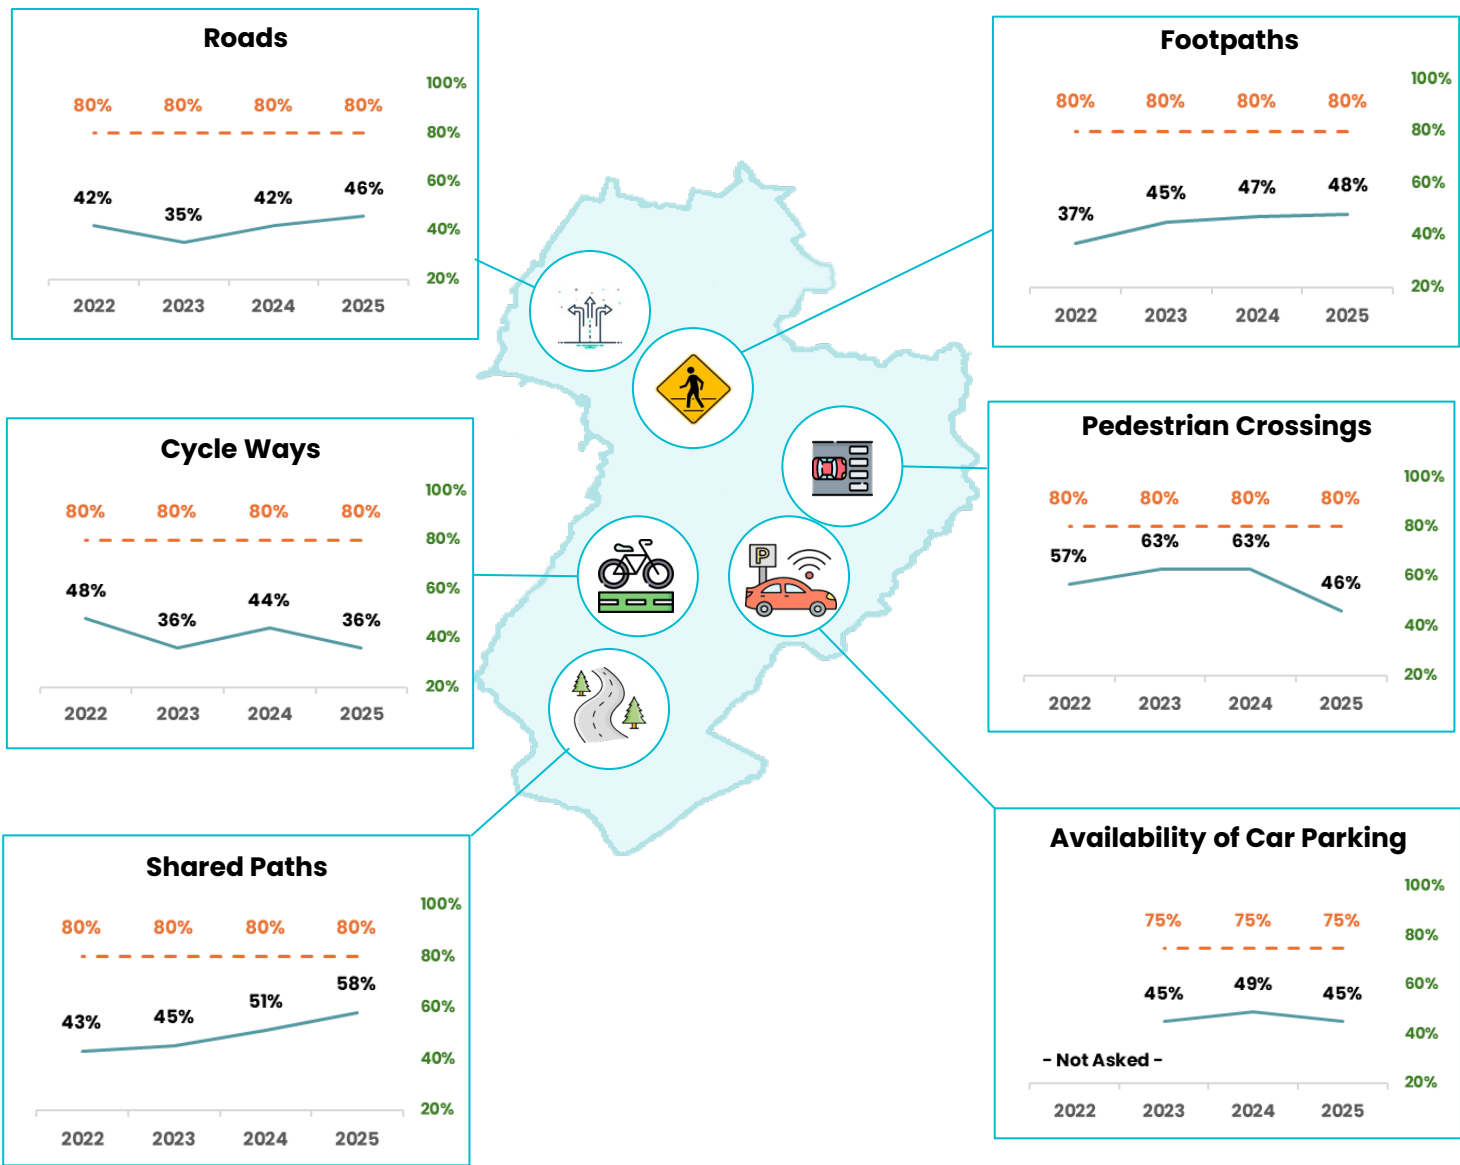 Roads
100%
80% 80% 80% 80%
80%
60%
42% 35% 42% 46%
40%
20%
2022 2023 2024 2025
Footpaths
100%
80% 80% 80% 80%
80%
60%
37% 45% 47% 48%
40%
20%
2022 2023 2024 2025
Cycle Ways
100%
80% 80% 80% 80%
80%
60%
48% 36% 44% 36%
40%
20%
2022 2023 2024 2025
Pedestrian Crossings
100%
80% 80% 80% 80%
80%
57% 63% 63% 46%
60%
40%
20%
2022 2023 2024 2025
P
Shared Paths
100%
80% 80% 80% 80%
80%
60%
43% 45% 51% 58%
40%
20%
2022 2023 2024 2025
Availability of Car Parking
100%
75% 75% 75%
80%
60%
45% 49% 45%
40%
- Not Asked -
20%
2022 2023 2024 2025